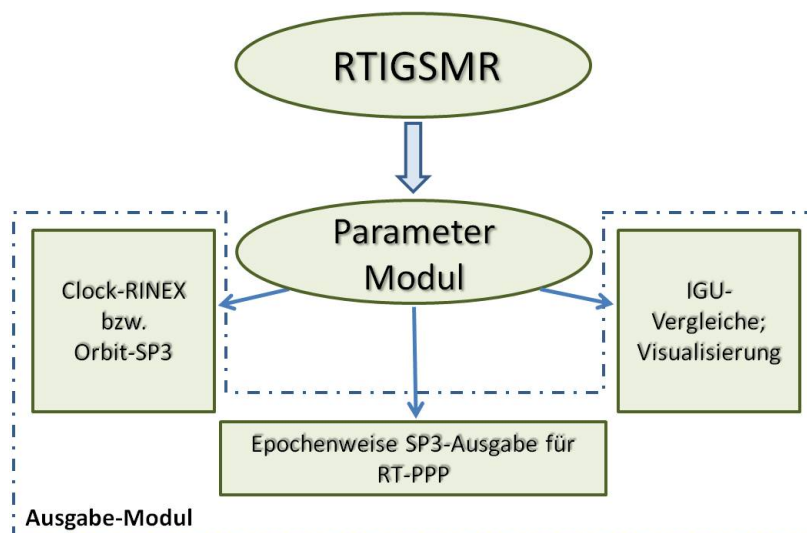 RTIGSMR
Parameter
Modul
Clock-RINEX
bzw.
Orbit-SP3
IGU-
Vergleiche;
Visualisierung
Epochenweise SP3-Ausgabe für
RT-PPP
Ausgabe-Modul